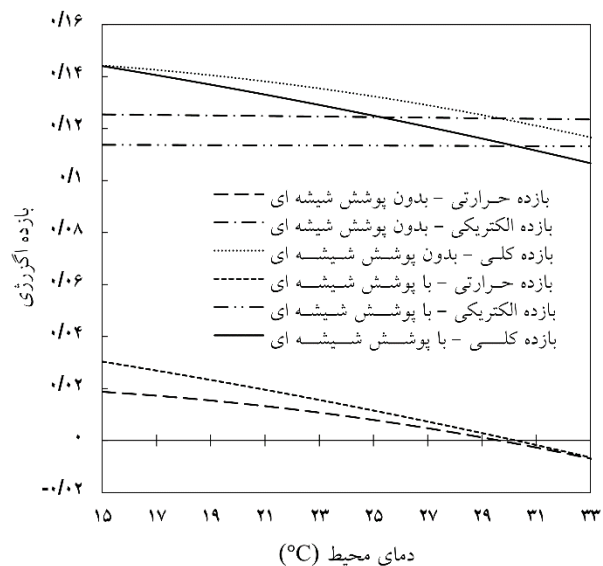 ۰/۱۶
۰/۱۴
۰/۱۲
۰/۱
۰/۰۸
۰/۰۶
۰/۰۴
۰/۰۲
۰
-۰/۰۲
بازده اگزرژی
بازده حرارتی - بدون پوشش شیشه ای
بازده الکتریکی - بدون پوشش شیشه ای
بازده کلی - بدون پوشش شیشه ای
بازده حرارتی - با پوشش شیشه ای
بازده الکتریکی - با پوشش شیشه ای
بازده کلی - با پوشش شیشه ای
۱۵ ۱۷ ۱۹ ۲۱ ۲۳ ۲۵ ۲۷ ۲۹ ۳۱ ۳۳
دمای محیط (°C)